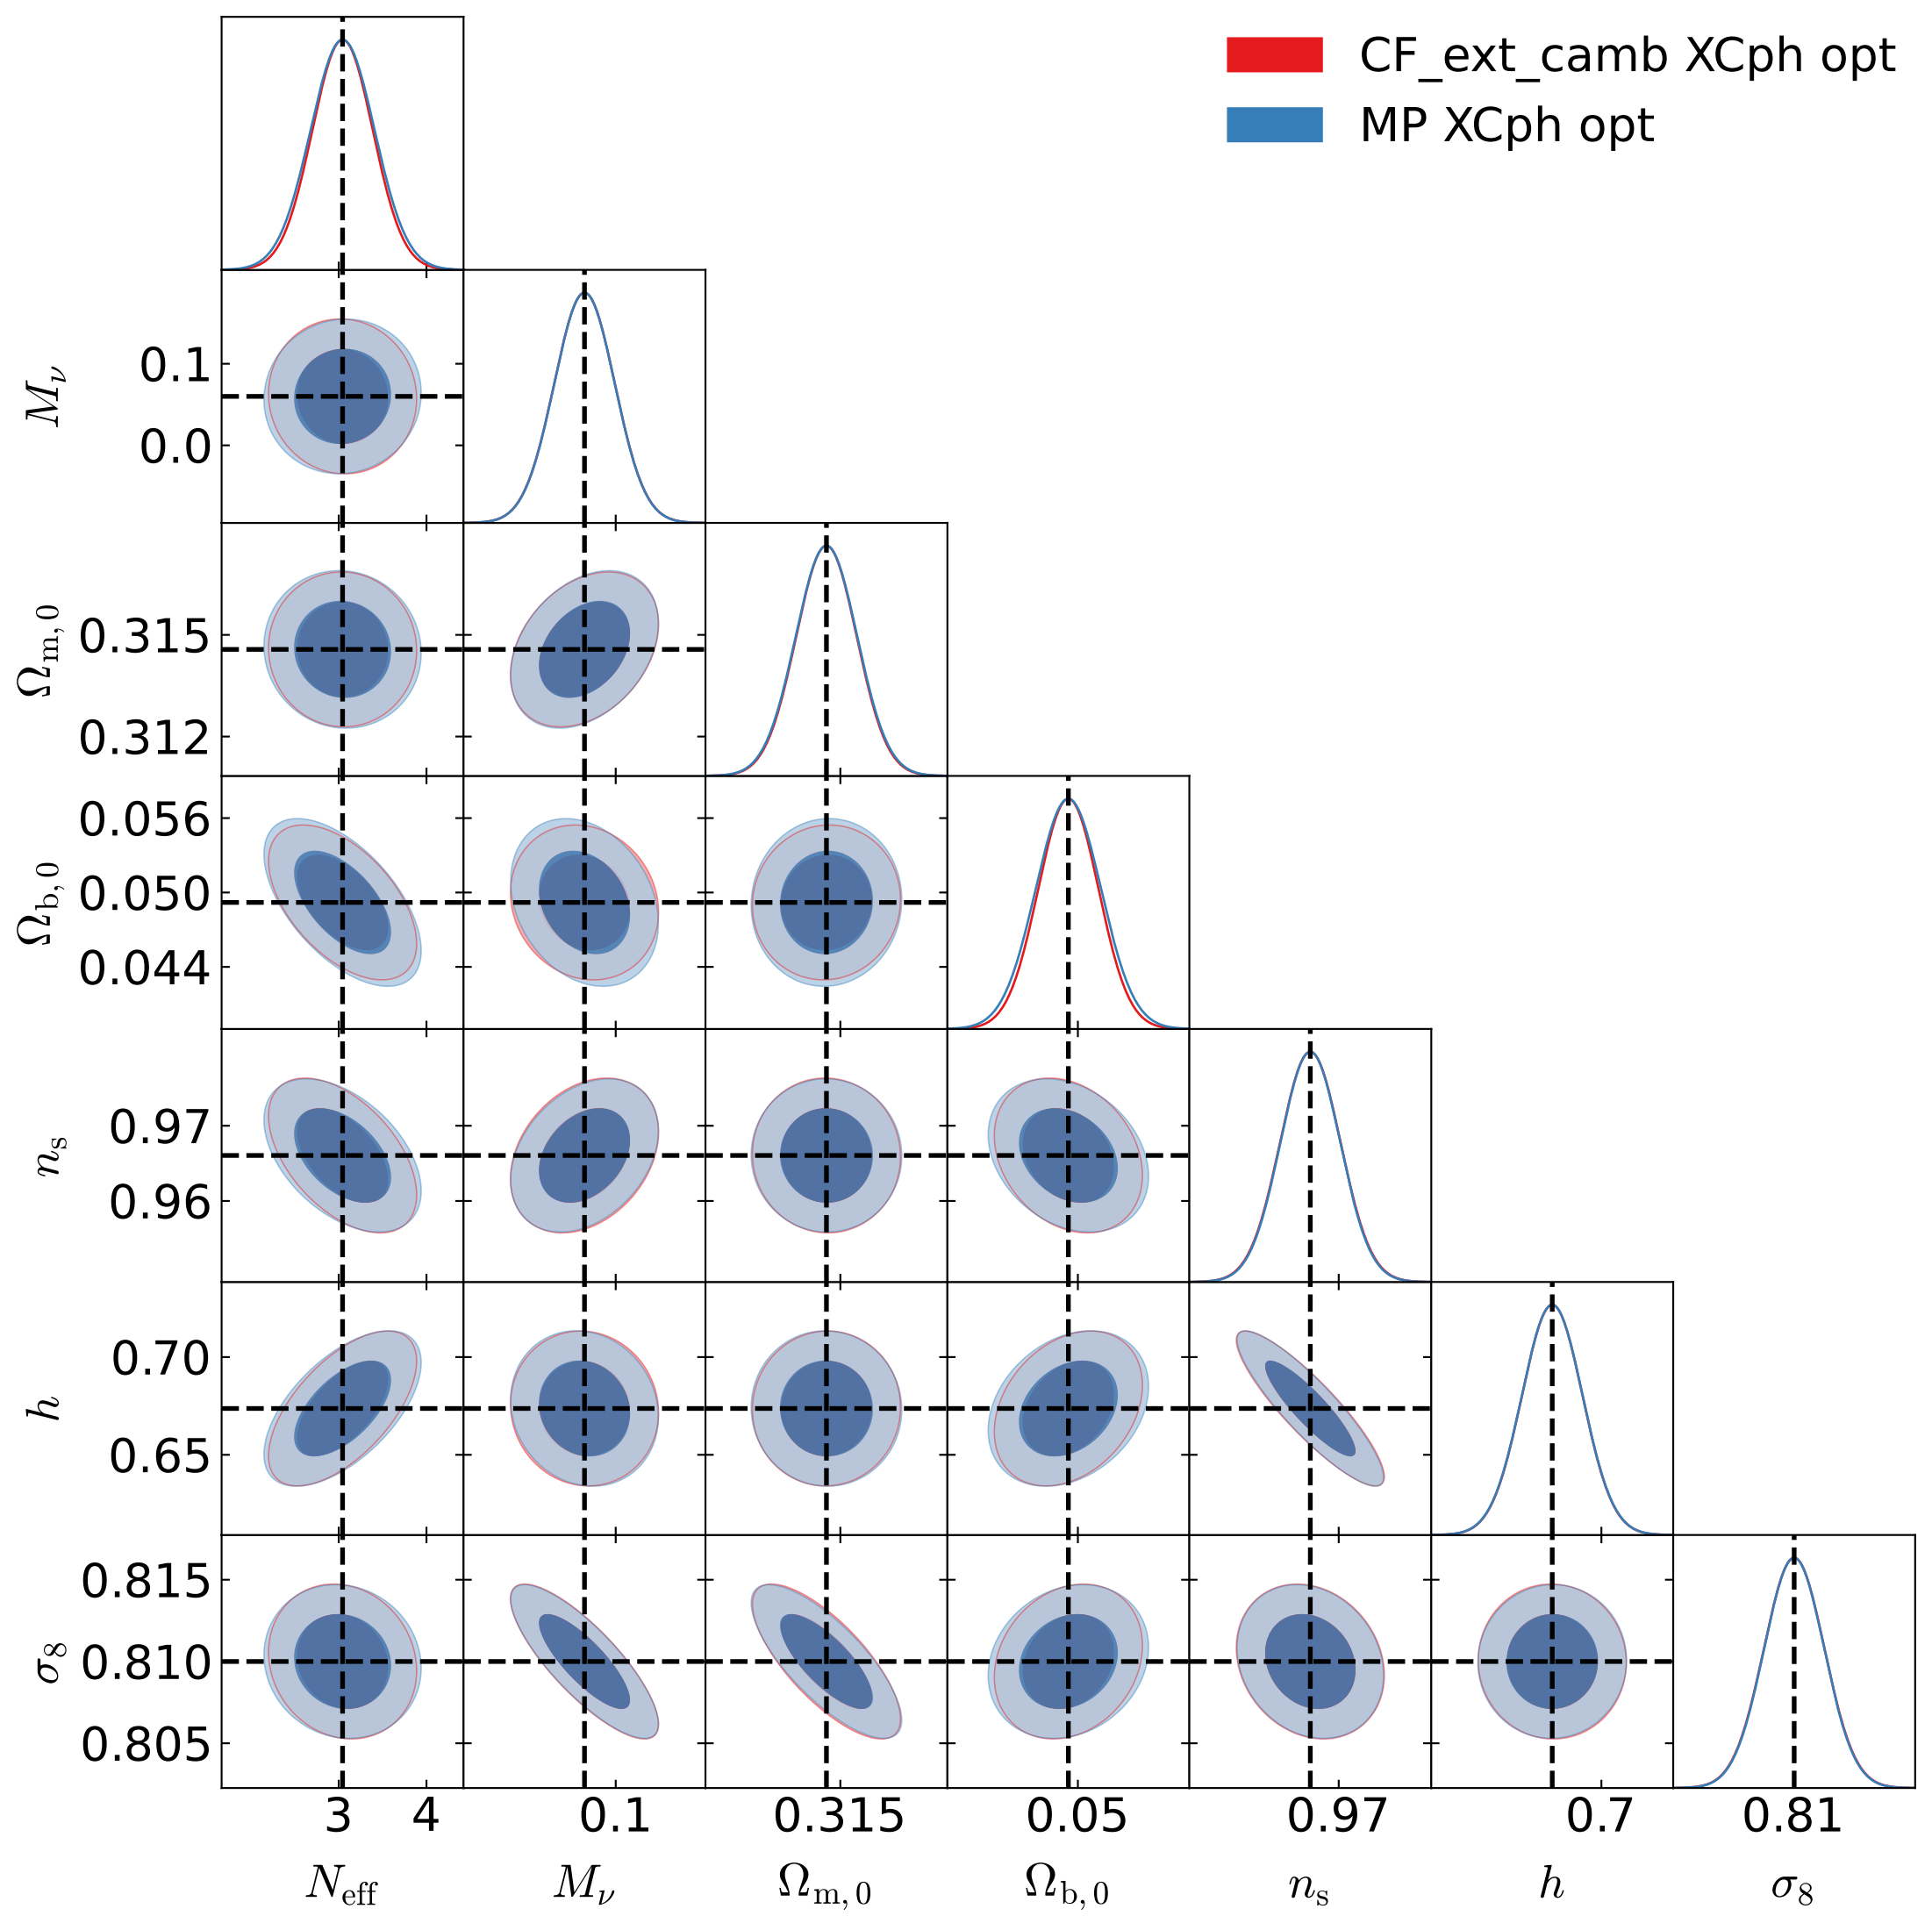 CF_ext_camb XCph opt
MP XCph opt
M_ν
0.1
0.0
Ω_m,0
0.315
0.312
Ω_b,0
0.056
0.050
0.044
n_s
0.97
0.96
h
0.70
0.65
σ_8
0.815
0.810
0.805
3 4 0.1 0.315 0.05 0.97 0.7 0.81
N_eff M_ν Ω_m,0 Ω_b,0 n_s h σ_8